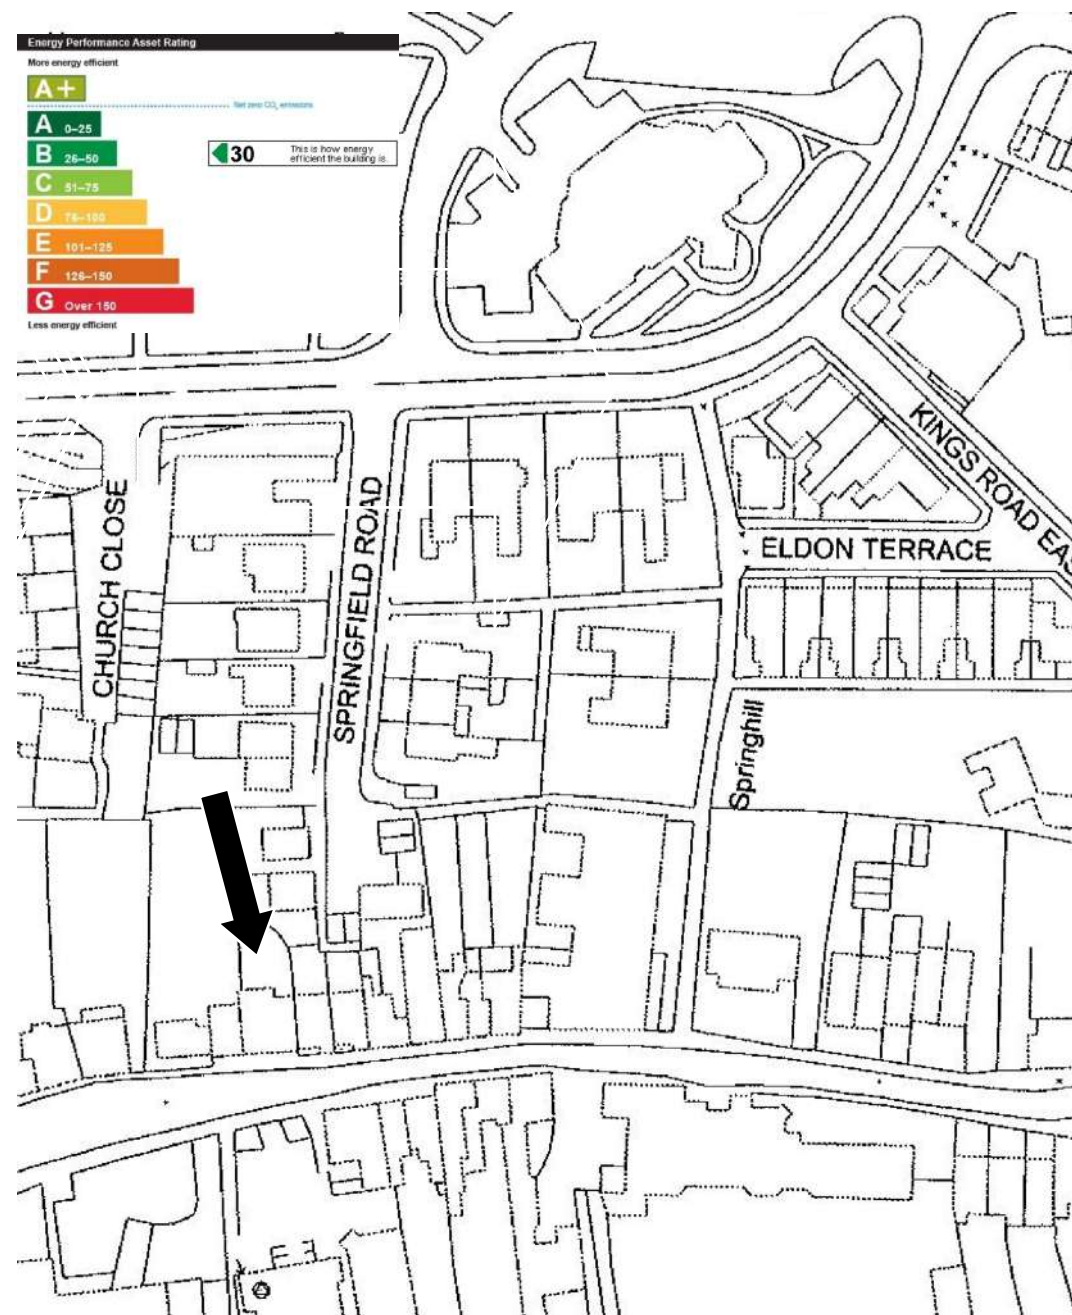 Energy Performance Asset Rating
More energy efficient
A+
Net zero CO₂ emissions
A 0–25
B 26–50
30 This is how energy
efficient the building is.
C 51–75
D 76–100
E 101–125
F 126–150
G Over 150
Less energy efficient
KINGS ROAD EAS
CHURCH CLOSE
SPRINGFIELD ROAD
ELDON TERRACE
Springhill